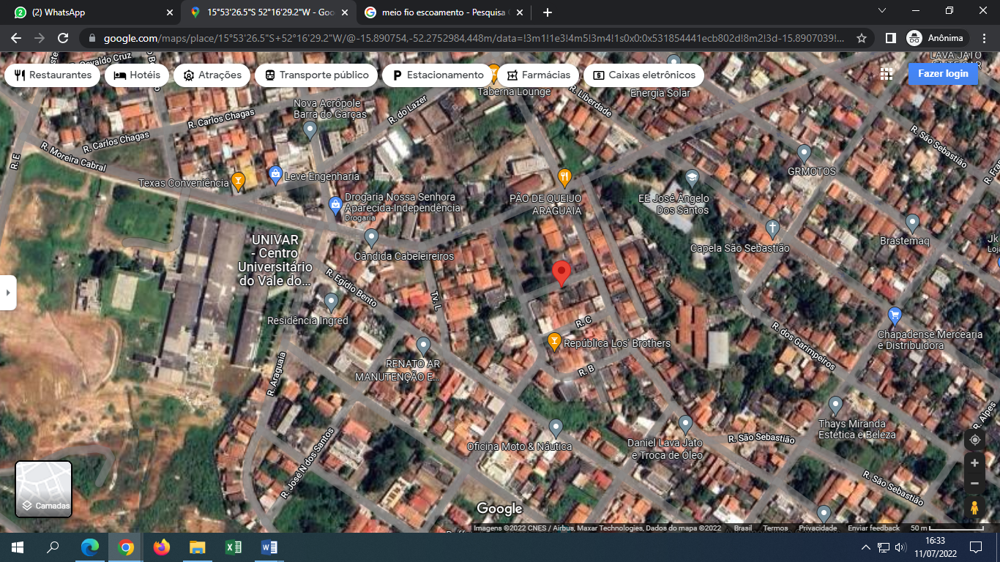 (2) WhatsApp
15°53'26.5"S 52°16'29.2"W - Goo
meio fio escoamento - Pesquisa
google.com/maps/place/15°53'26.5"S+52°16'29.2"W/@-15.890754,-52.2752984,448m/data=!3m1!1e3!4m5!3m4!1s0x0:0x531854441ecb802d!8m2!3d-15.8907039!...
Anônima
Osvaldo Cruz
LAVA JATO
Restaurantes
Hotéis
Atrações
Transporte público
Estacionamento
Farmácias
Caixas eletrônicos
Fazer login
Taberna Lounge
R. Liberdade
Energia Solar
Nova Acrópole
Barra do Garças
R. do Lazer
R. Carlos Chagas
R. Carlos Chagas
R. São Sebastião
R. E
R. Moreira Cabral
GRMOTOS
R. Fra
Texas Conveniência
Leve Engenharia
Drogaria Nossa Senhora
Aparecida-Independência
Drogaria
PÃO DE QUEIJO
ARAGUAIA
EE José Ângelo
Dos Santos
UNIVAR
- Centro
Universitário
do Vale do...
Cândida Cabeleireiros
Capela São Sebastião
Brastemaq
Jk
Loja
R. Egídio Bento
Tv. L
Residência Ingred
R. C
República Los' Brothers
R. dos Garimpeiros
Chapadense Mercearia
e Distribuidora
RENATO AR
MANUTENÇÃO E...
R. B
R. Araguaia
R. Alpes
Thays Miranda
Estética e Beleza
R. José N dos Santos
Oficina Moto & Náutica
Daniel Lava Jato
e Troca de Óleo
R. São Sebastião
R. São Sebastião
Camadas
Google
Imagens ©2022 CNES / Airbus, Maxar Technologies, Dados do mapa ©2022
Brasil
Termos
Privacidade
Enviar feedback
50 m
16:33
11/07/2022